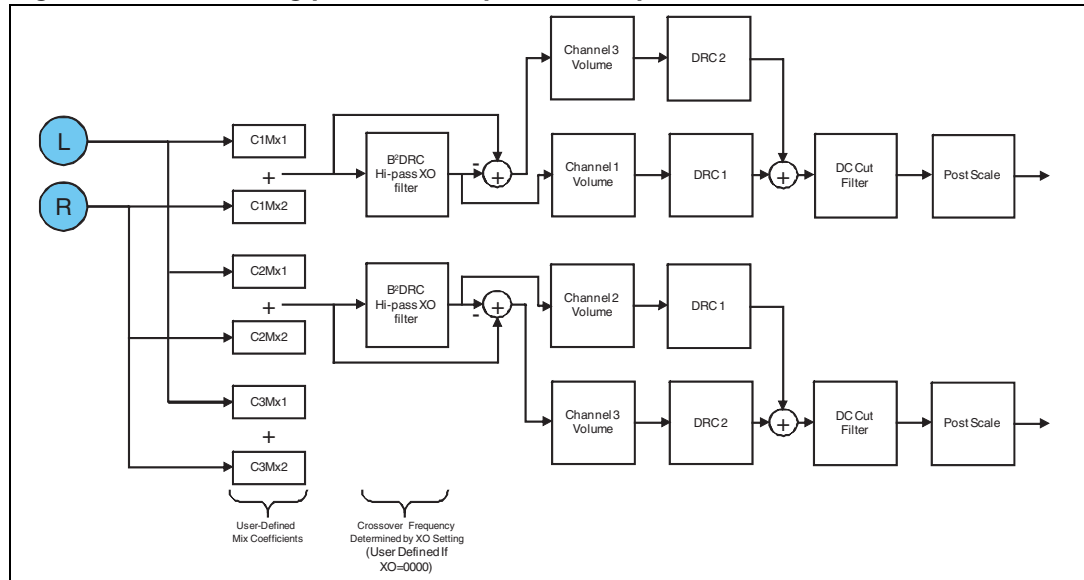 L
R
C1Mx1
+
C1Mx2
C2Mx1
+
C2Mx2
C3Mx1
+
C3Mx2
User-Defined
Mix Coefficients
B²DRC
Hi-pass XO
filter
-
+
B²DRC
Hi-pass XO
filter
-
+
Crossover Frequency
Determined by XO Setting
(User Defined If
XO=0000)
Channel 3
Volume
DRC 2
Channel 1
Volume
DRC 1
+
DC Cut
Filter
Post Scale
Channel 2
Volume
DRC 1
Channel 3
Volume
DRC 2
+
DC Cut
Filter
Post Scale